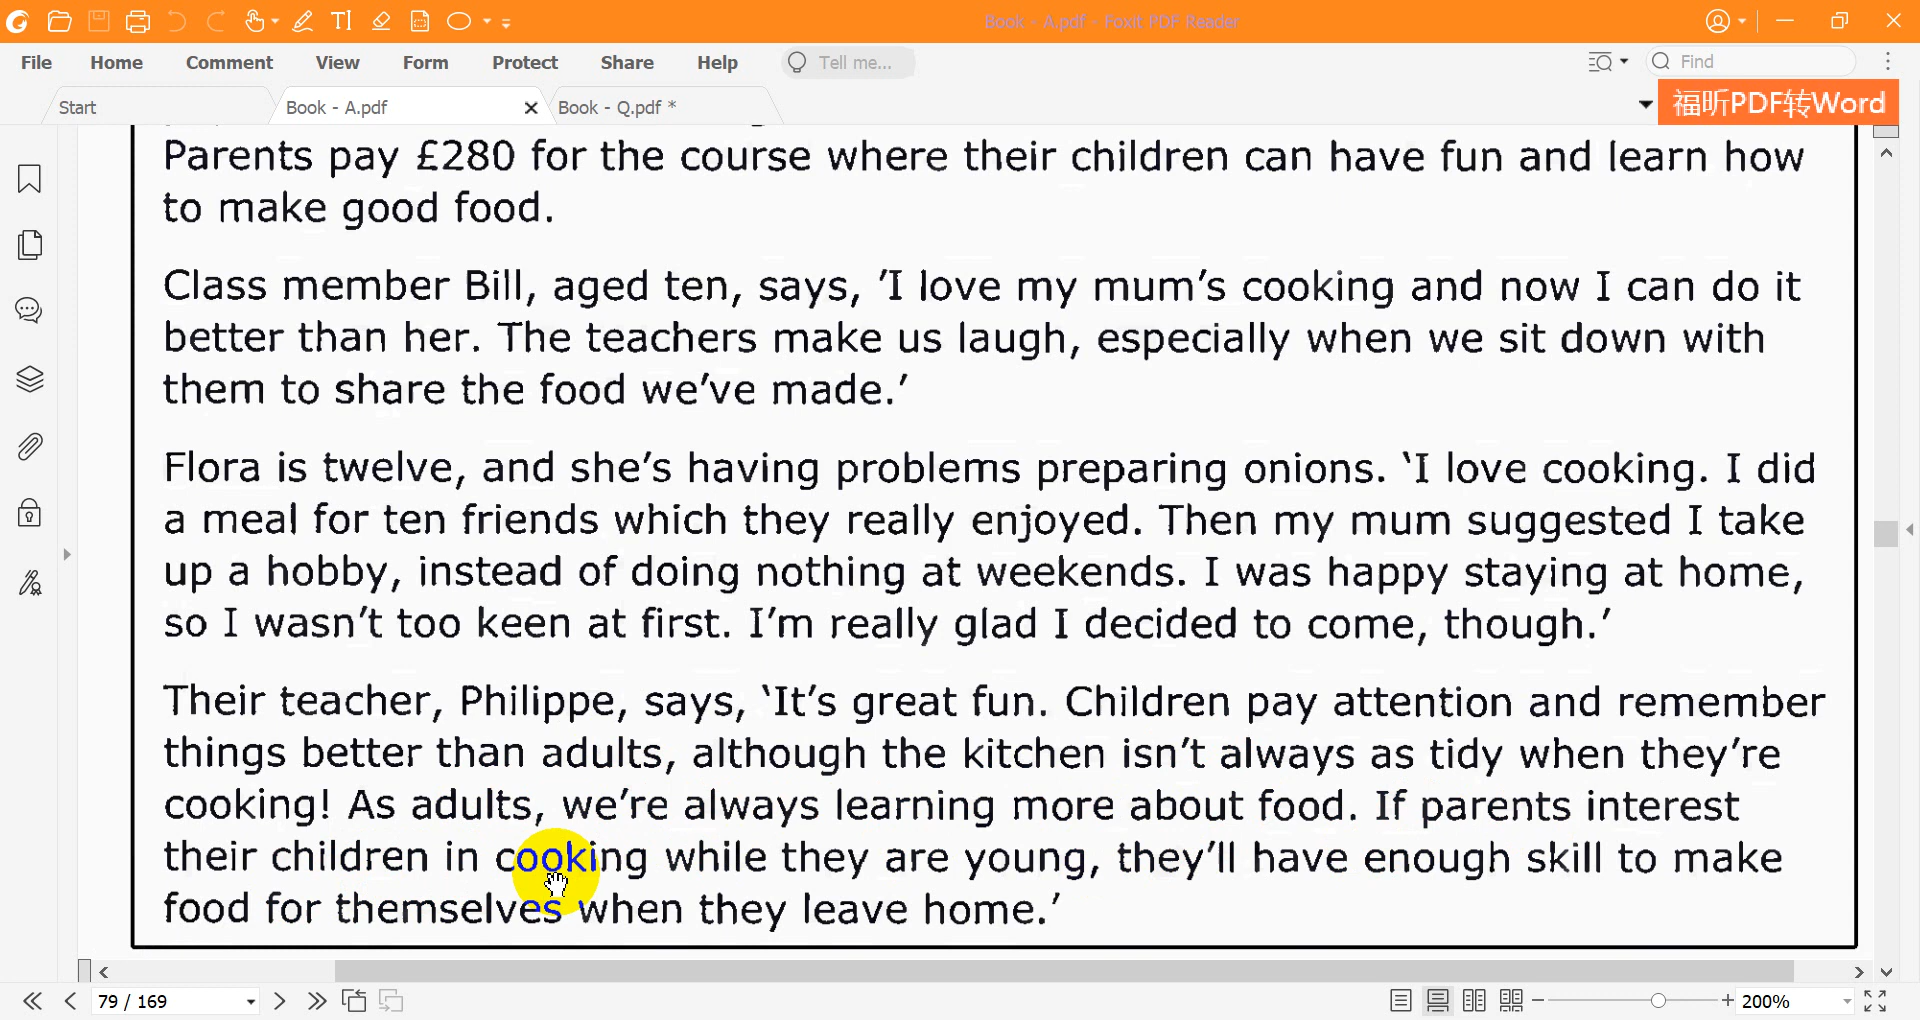 Book - A.pdf - Foxit PDF Reader
File Home Comment View Form Protect Share Help Tell me... Find
Start Book - A.pdf Book - Q.pdf * 福昕PDF转Word
Parents pay £280 for the course where their children can have fun and learn how
to make good food.
Class member Bill, aged ten, says, 'I love my mum's cooking and now I can do it
better than her. The teachers make us laugh, especially when we sit down with
them to share the food we've made.'
Flora is twelve, and she's having problems preparing onions. 'I love cooking. I did
a meal for ten friends which they really enjoyed. Then my mum suggested I take
up a hobby, instead of doing nothing at weekends. I was happy staying at home,
so I wasn't too keen at first. I'm really glad I decided to come, though.'
Their teacher, Philippe, says, 'It's great fun. Children pay attention and remember
things better than adults, although the kitchen isn't always as tidy when they're
cooking! As adults, we're always learning more about food. If parents interest
their children in cooking while they are young, they'll have enough skill to make
food for themselves when they leave home.'
79 / 169 200%